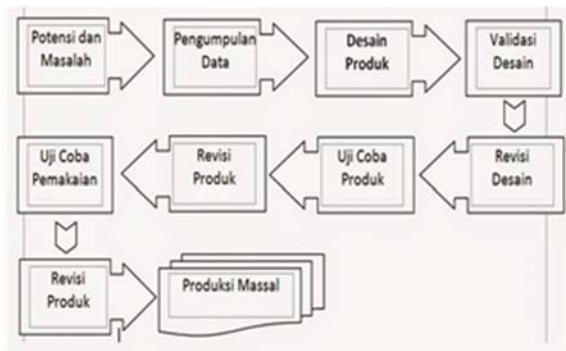 Potensi dan
Masalah
Pengumpulan
Data
Desain
Produk
Validasi
Desain
Uji Coba
Pemakaian
Revisi
Produk
Uji Coba
Produk
Revisi
Desain
Revisi
Produk
Produksi Massal